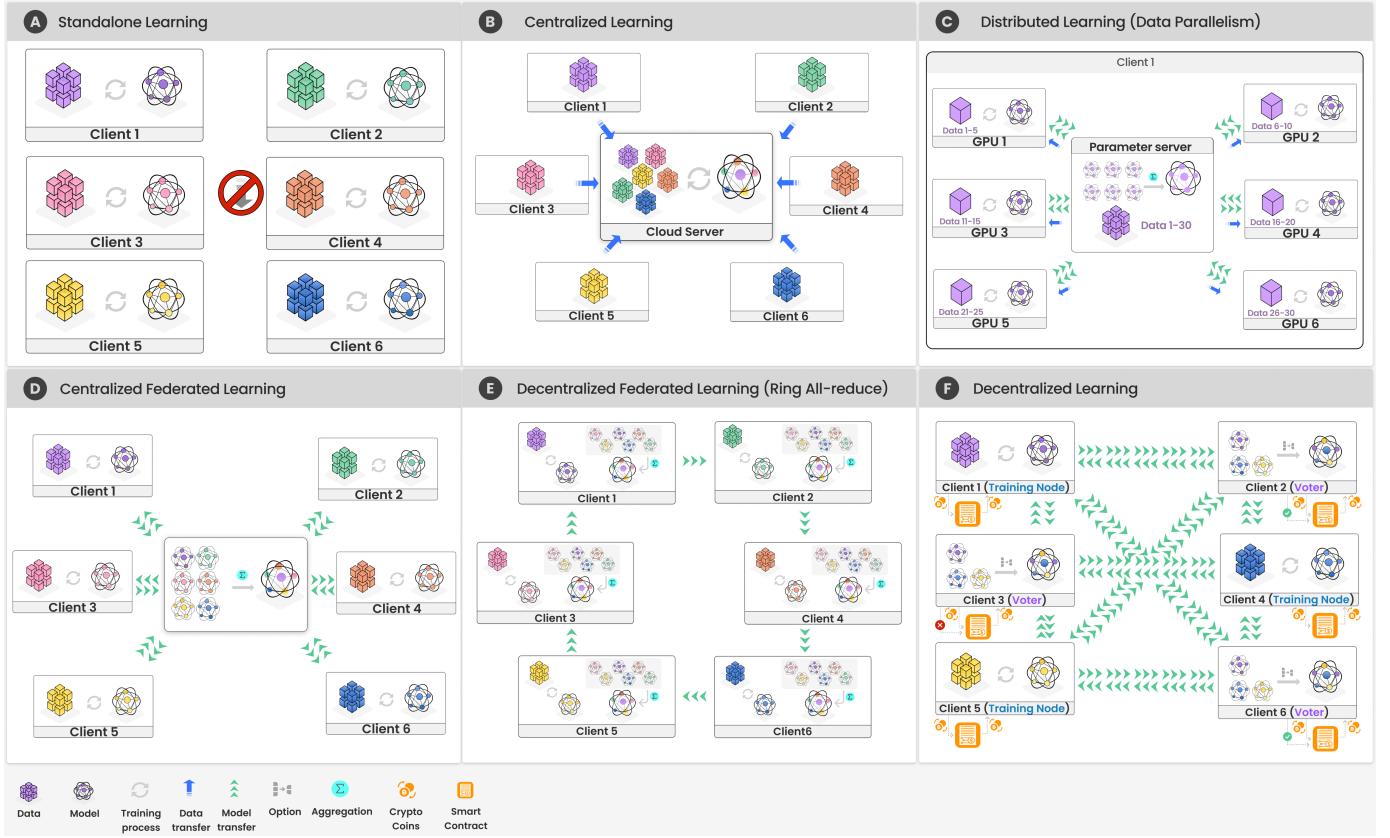 A Standalone Learning
Client 1
Client 2
Client 3
Client 4
Client 5
Client 6
B Centralized Learning
Client 1
Client 2
Client 3
Client 4
Cloud Server
Client 5
Client 6
C Distributed Learning (Data Parallelism)
Client 1
Data 1-5
GPU 1
Data 6-10
GPU 2
Parameter server
Σ
Data 1-30
Data 11-15
GPU 3
Data 16-20
GPU 4
Data 21-25
GPU 5
Data 26-30
GPU 6
D Centralized Federated Learning
Client 1
Client 2
Σ
Client 3
Client 4
Client 5
Client 6
E Decentralized Federated Learning (Ring All-reduce)
Σ
Client 1
Σ
Client 2
Σ
Client 3
Σ
Client 4
Σ
Client 5
Σ
Client6
F Decentralized Learning
Client 1 (Training Node)
Client 2 (Voter)
Client 3 (Voter)
Client 4 (Training Node)
Client 5 (Training Node)
Client 6 (Voter)
Data
Model
Training
process
Data
transfer
Model
transfer
Option
Σ
Aggregation
Crypto
Coins
Smart
Contract